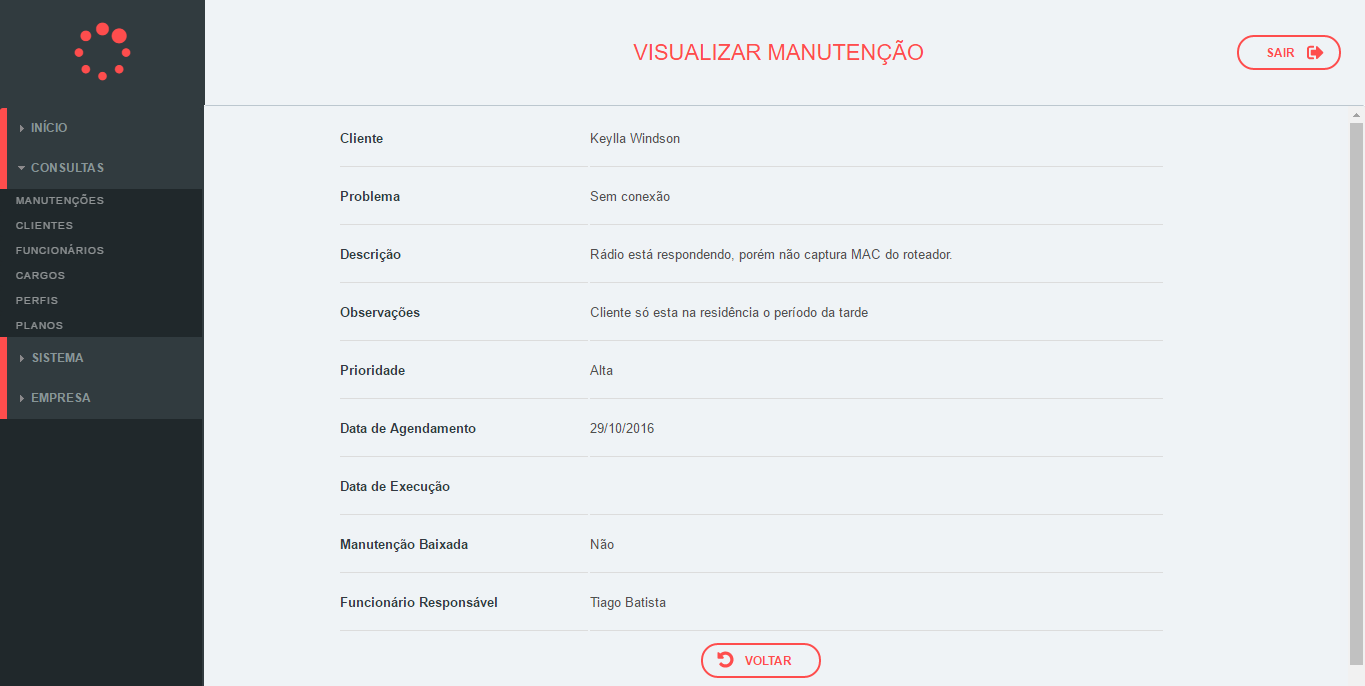 VISUALIZAR MANUTENÇÃO
SAIR
INÍCIO
CONSULTAS
MANUTENÇÕES
CLIENTES
FUNCIONÁRIOS
CARGOS
PERFIS
PLANOS
SISTEMA
EMPRESA
Cliente Keylla Windson
Problema Sem conexão
Descrição Rádio está respondendo, porém não captura MAC do roteador.
Observações Cliente só esta na residência o período da tarde
Prioridade Alta
Data de Agendamento 29/10/2016
Data de Execução
Manutenção Baixada Não
Funcionário Responsável Tiago Batista
VOLTAR